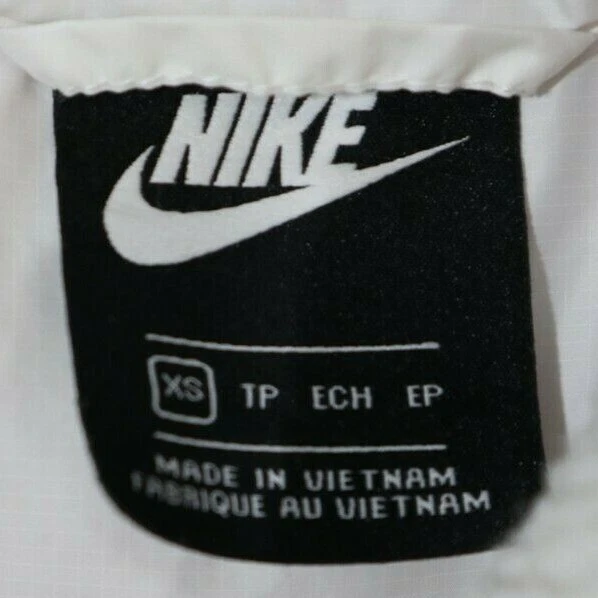 NIKE
XS TP ECH EP
MADE IN VIETNAM
FABRIQUE AU VIETNAM